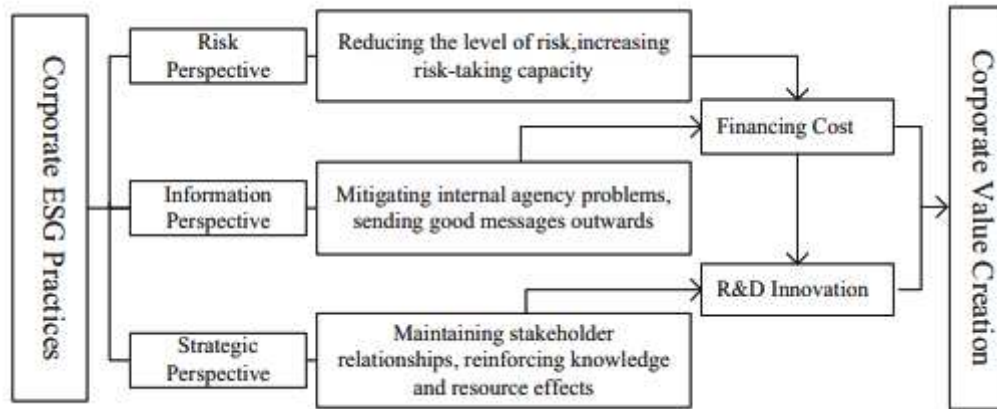 Corporate ESG Practices
Risk
Perspective
Reducing the level of risk,increasing
risk-taking capacity
Financing Cost
Information
Perspective
Mitigating internal agency problems,
sending good messages outwards
R&D Innovation
Strategic
Perspective
Maintaining stakeholder
relationships, reinforcing knowledge
and resource effects
Corporate Value Creation